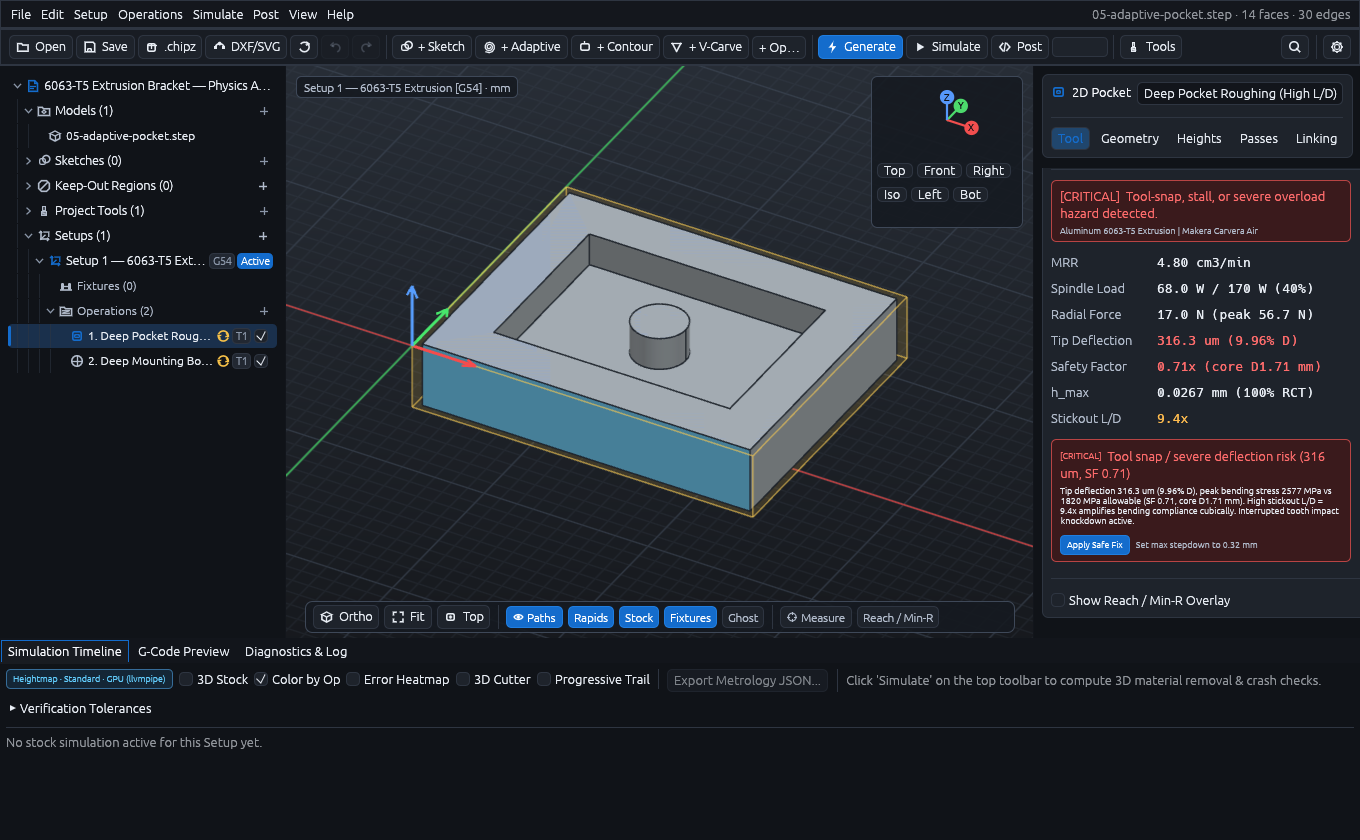 File Edit Setup Operations Simulate Post View Help
05-adaptive-pocket.step · 14 faces · 30 edges
Open Save .chipz DXF/SVG + Sketch + Adaptive + Contour + V-Carve + Op... Generate Simulate Post Tools
6063-T5 Extrusion Bracket — Physics A...
Models (1) +
05-adaptive-pocket.step
Sketches (0) +
Keep-Out Regions (0) +
Project Tools (1) +
Setups (1) +
Setup 1 — 6063-T5 Ext... G54 Active
Fixtures (0)
Operations (2) +
1. Deep Pocket Roug... T1
2. Deep Mounting Bo... T1
Setup 1 — 6063-T5 Extrusion [G54] · mm
Z
Y
X
Top Front Right
Iso Left Bot
Ortho Fit Top Paths Rapids Stock Fixtures Ghost Measure Reach / Min-R
2D Pocket Deep Pocket Roughing (High L/D)
Tool Geometry Heights Passes Linking
[CRITICAL] Tool-snap, stall, or severe overload
hazard detected.
Aluminum 6063-T5 Extrusion | Makera Carvera Air
MRR 4.80 cm3/min
Spindle Load 68.0 W / 170 W (40%)
Radial Force 17.0 N (peak 56.7 N)
Tip Deflection 316.3 um (9.96% D)
Safety Factor 0.71x (core D1.71 mm)
h_max 0.0267 mm (100% RCT)
Stickout L/D 9.4x
[CRITICAL] Tool snap / severe deflection risk (316
um, SF 0.71)
Tip deflection 316.3 um (9.96% D), peak bending stress 2577 MPa vs
1820 MPa allowable (SF 0.71, core D1.71 mm). High stickout L/D =
9.4x amplifies bending compliance cubically. Interrupted tooth impact
knockdown active.
Apply Safe Fix Set max stepdown to 0.32 mm
Show Reach / Min-R Overlay
Simulation Timeline G-Code Preview Diagnostics & Log
Heightmap · Standard · GPU (llvmpipe) 3D Stock Color by Op Error Heatmap 3D Cutter Progressive Trail Export Metrology JSON... Click 'Simulate' on the top toolbar to compute 3D material removal & crash checks.
Verification Tolerances
No stock simulation active for this Setup yet.